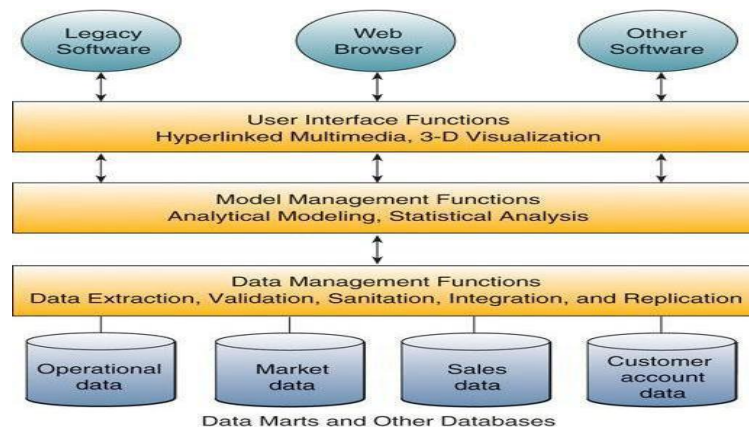 Legacy
Software
Web
Browser
Other
Software
User Interface Functions
Hyperlinked Multimedia, 3-D Visualization
Model Management Functions
Analytical Modeling, Statistical Analysis
Data Management Functions
Data Extraction, Validation, Sanitation, Integration, and Replication
Operational
data
Market
data
Sales
data
Customer
account
data
Data Marts and Other Databases